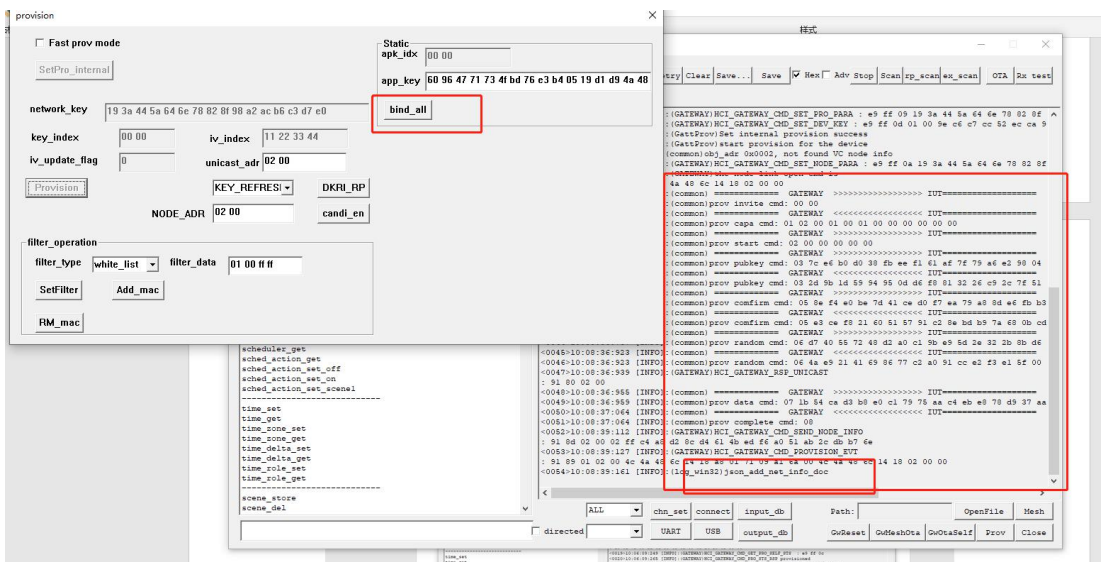 provision
样式
Fast prov mode
SetPro_internal
Static
apk_idx 00 00
app_key 60 96 47 71 73 4f bd 76 c3 b4 05 19 d1 d9 4a 48
bind_all
network_key 19 3a 44 5a 64 6e 78 82 8f 98 a2 ac b6 c3 d7 e0
key_index 00 00 iv_index 11 22 33 44
iv_update_flag 0 unicast_adr 02 00
Provision KEY_REFRESI DKRI_RP
NODE_ADR 02 00 candi_en
filter_operation
filter_type white_list filter_data 01 00 ff ff
SetFilter Add_mac
RM_mac
etry Clear Save... Save Hex Adv Stop Scan rp_scan ex_scan OTA Rx test
:(GATEWAY)HCI_GATEWAY_CMD_SET_PRO_PARA : e9 ff 09 19 3a 44 5a 64 6e 78 82 8f
:(GATEWAY)HCI_GATEWAY_CMD_SET_DEV_KEY : e9 ff 0d 01 00 9e c6 c7 cc 52 ec ca 9
:(GattProv)Set internal provision success
:(GattProv)start provision for the device
(common)obj_adr 0x0002, not found VC node info
:(GATEWAY)HCI_GATEWAY_CMD_SET_NODE_PARA : e9 ff 0a 19 3a 44 5a 64 6e 78 82 8f
:(GATEWAY)the node link open cmd is
4a 48 6c 14 18 02 00 00
:(common) ============= GATEWAY >>>>>>>>>>>>>>>>>> IUT===================
:(common)prov invite cmd: 00 00
:(common) ============= GATEWAY <<<<<<<<<<<<<<<<<< IUT===================
:(common)prov capa cmd: 01 02 00 01 00 01 00 00 00 00 00 00
:(common) ============= GATEWAY >>>>>>>>>>>>>>>>>> IUT===================
:(common)prov start cmd: 02 00 00 00 00 00
:(common) ============= GATEWAY >>>>>>>>>>>>>>>>>> IUT===================
:(common)prov pubkey cmd: 03 7c e6 b0 d0 38 fb ee f1 61 af 7f 79 a6 e2 98 04
:(common) ============= GATEWAY <<<<<<<<<<<<<<<<<< IUT===================
:(common)prov pubkey cmd: 03 2d 9b 1d 59 94 95 0d d6 f8 81 32 26 c9 2c 7f 51
:(common) ============= GATEWAY >>>>>>>>>>>>>>>>>> IUT===================
:(common)prov comfirm cmd: 05 8e f4 e0 be 7d 41 ce d0 f7 ea 79 a8 8d e6 fb b3
:(common) ============= GATEWAY <<<<<<<<<<<<<<<<<< IUT===================
:(common)prov comfirm cmd: 05 e3 ce f8 21 60 51 57 91 c2 8e bd b9 7a 68 0b cd
:(common) ============= GATEWAY >>>>>>>>>>>>>>>>>> IUT===================
:(common)prov random cmd: 06 d7 40 55 72 48 d2 a0 c1 9b e9 5d 2e 32 2b 8b d6
:(common) ============= GATEWAY <<<<<<<<<<<<<<<<<< IUT===================
<0046>10:08:36:923 [INFO]:(common)prov random cmd: 06 4a e9 21 41 69 86 77 c2 a0 91 cc e2 f3 e1 5f 00
<0047>10:08:36:939 [INFO]:(GATEWAY)HCI_GATEWAY_RSP_UNICAST
: 91 80 02 00
<0048>10:08:36:955 [INFO]:(common) ============= GATEWAY >>>>>>>>>>>>>>>>>> IUT===================
<0049>10:08:36:959 [INFO]:(common)prov data cmd: 07 1b 54 ca d3 b8 e0 c1 79 75 aa c4 eb e8 78 d9 37 aa
<0050>10:08:37:064 [INFO]:(common) ============= GATEWAY <<<<<<<<<<<<<<<<<< IUT===================
<0051>10:08:37:064 [INFO]:(common)prov complete cmd: 08
<0052>10:08:39:112 [INFO]:(GATEWAY)HCI_GATEWAY_CMD_SEND_NODE_INFO
: 91 8d 02 00 02 ff c4 a8 d2 8c d4 61 4b ed f6 a0 51 ab 2c db b7 6e
<0053>10:08:39:127 [INFO]:(GATEWAY)HCI_GATEWAY_CMD_PROVISION_EVT
<0054>10:08:39:161 [INFO]:(log_win32)json_add_net_info_doc
scheduler_get
sched_action_get
sched_action_set_off
sched_action_set_on
sched_action_set_scene1
time_set
time_get
time_zone_set
time_zone_get
time_delta_set
time_delta_get
time_role_set
time_role_get
scene_store
scene_del
ALL chn_set connect input_db Path: OpenFile Mesh
directed UART USB output_db GwReset GwMeshOta GwOtaSelf Prov Close
time_set